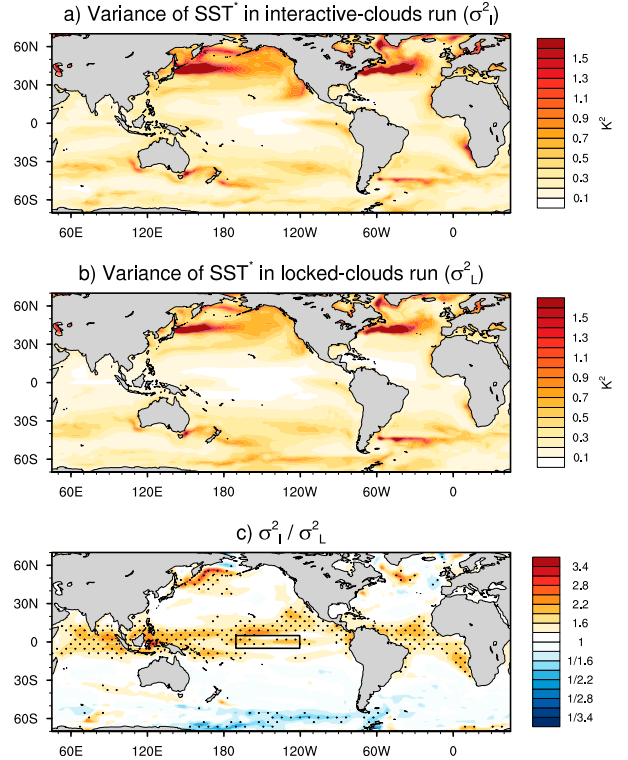 a) Variance of SST* in interactive-clouds run (σ²I)
60N
30N
0
30S
60S
60E 120E 180 120W 60W 0
1.5
1.3
1.1
0.9
0.7
0.5
0.3
0.1
K²
b) Variance of SST* in locked-clouds run (σ²L)
60N
30N
0
30S
60S
60E 120E 180 120W 60W 0
1.5
1.3
1.1
0.9
0.7
0.5
0.3
0.1
K²
c) σ²I / σ²L
60N
30N
0
30S
60S
60E 120E 180 120W 60W 0
3.4
2.8
2.2
1.6
1
1/1.6
1/2.2
1/2.8
1/3.4